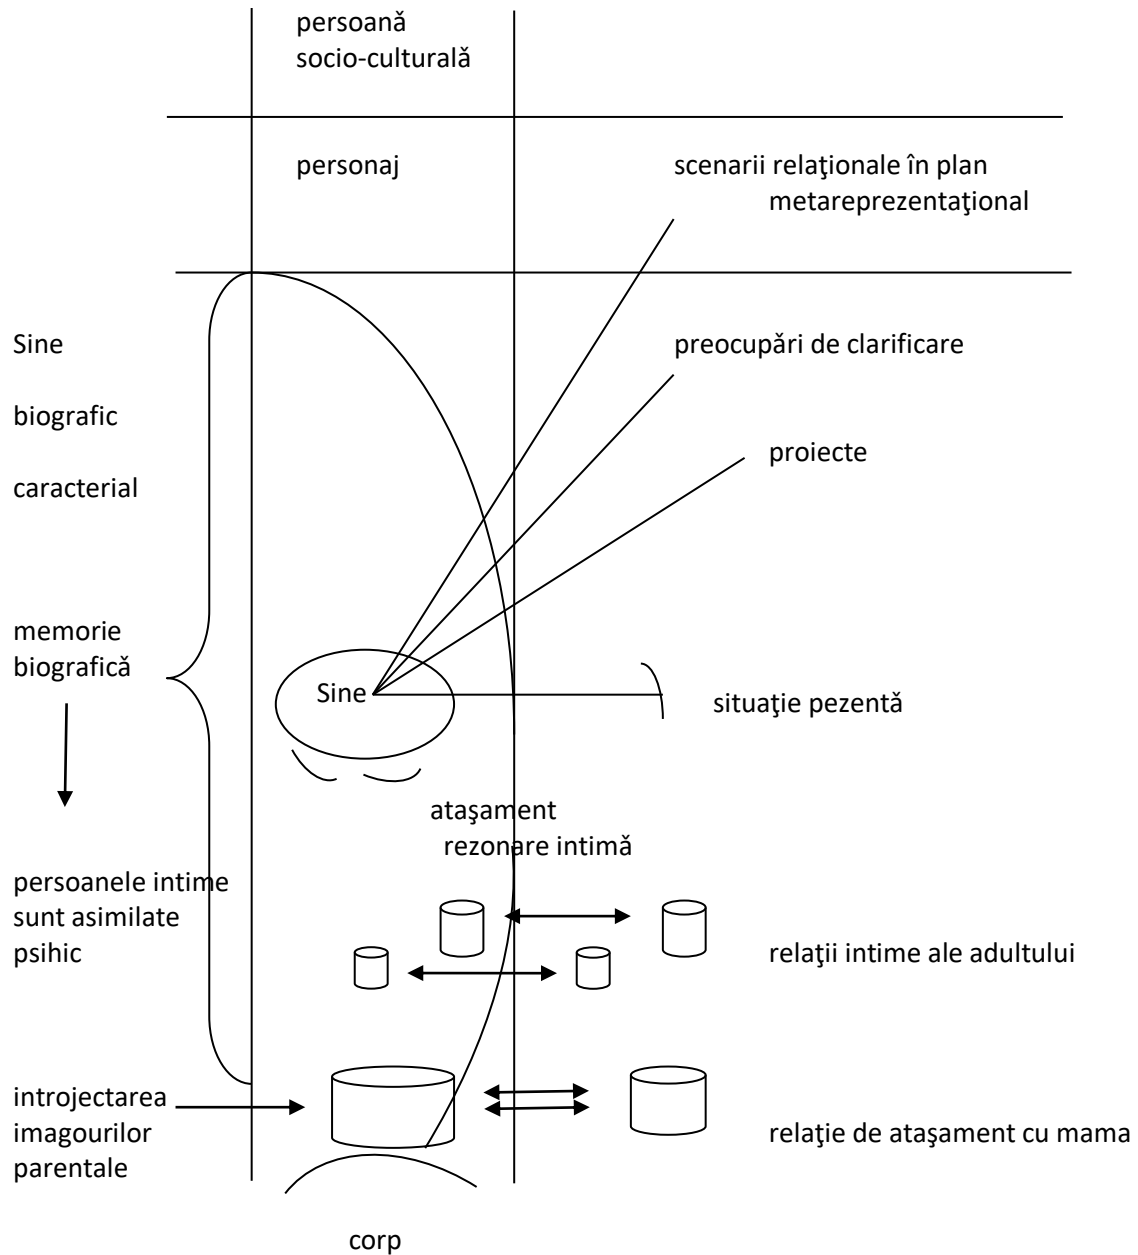 persoană
socio-culturală
personaj
scenarii relaţionale în plan
metareprezentaţional
Sine
preocupări de clarificare
biografic
proiecte
caracterial
memorie
biografică
Sine
situaţie pezentă
ataşament
rezonare intimă
persoanele intime
sunt asimilate
psihic
relaţii intime ale adultului
introjectarea
imagourilor
parentale
relaţie de ataşament cu mama
corp